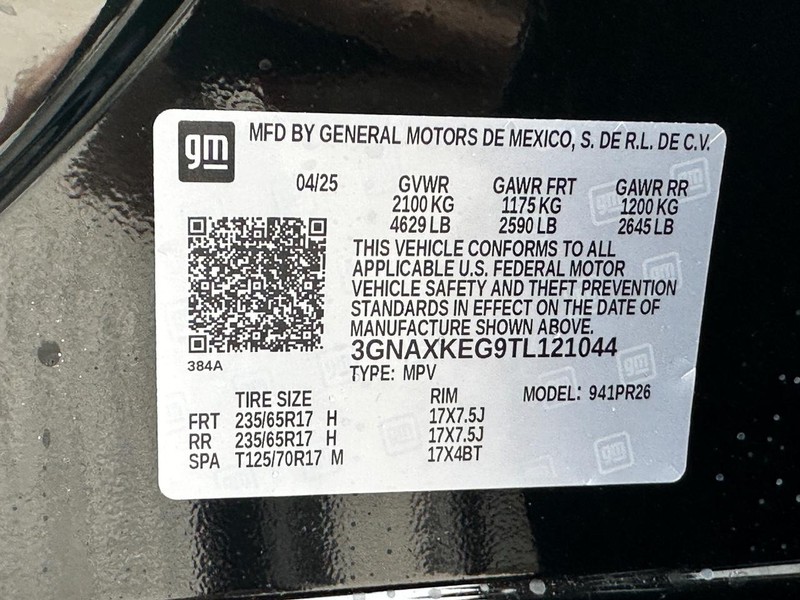 gm MFD BY GENERAL MOTORS DE MEXICO, S. DE R.L. DE C.V.
04/25 GVWR GAWR FRT GAWR RR
2100 KG 1175 KG 1200 KG
4629 LB 2590 LB 2645 LB
THIS VEHICLE CONFORMS TO ALL
APPLICABLE U.S. FEDERAL MOTOR
VEHICLE SAFETY AND THEFT PREVENTION
STANDARDS IN EFFECT ON THE DATE OF
MANUFACTURE SHOWN ABOVE.
3GNAXKEG9TL121044
384A
TYPE: MPV
TIRE SIZE RIM MODEL: 941PR26
FRT 235/65R17 H 17X7.5J
RR 235/65R17 H 17X7.5J
SPA T125/70R17 M 17X4BT